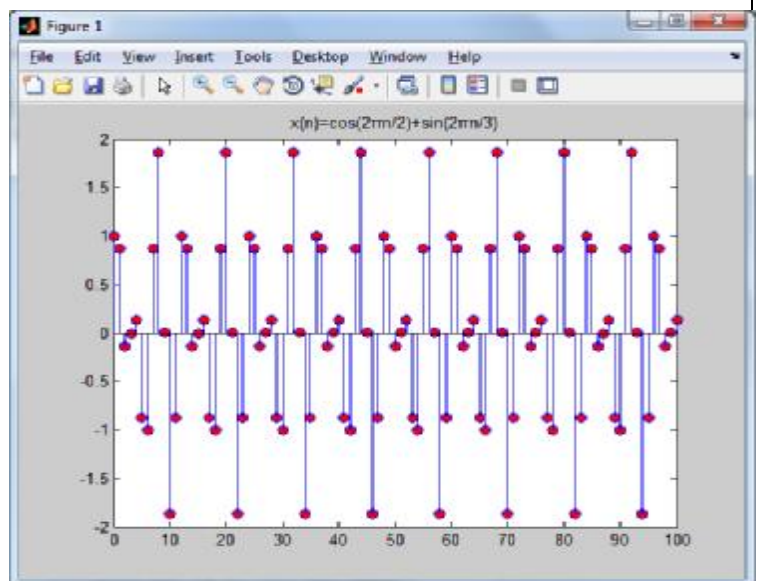 Figure 1
File Edit View Insert Tools Desktop Window Help
x(n)=cos(2πn/2)+sin(2πn/3)
2
1.5
1
0.5
0
-0.5
-1
-1.5
-2
0 10 20 30 40 50 60 70 80 90 100